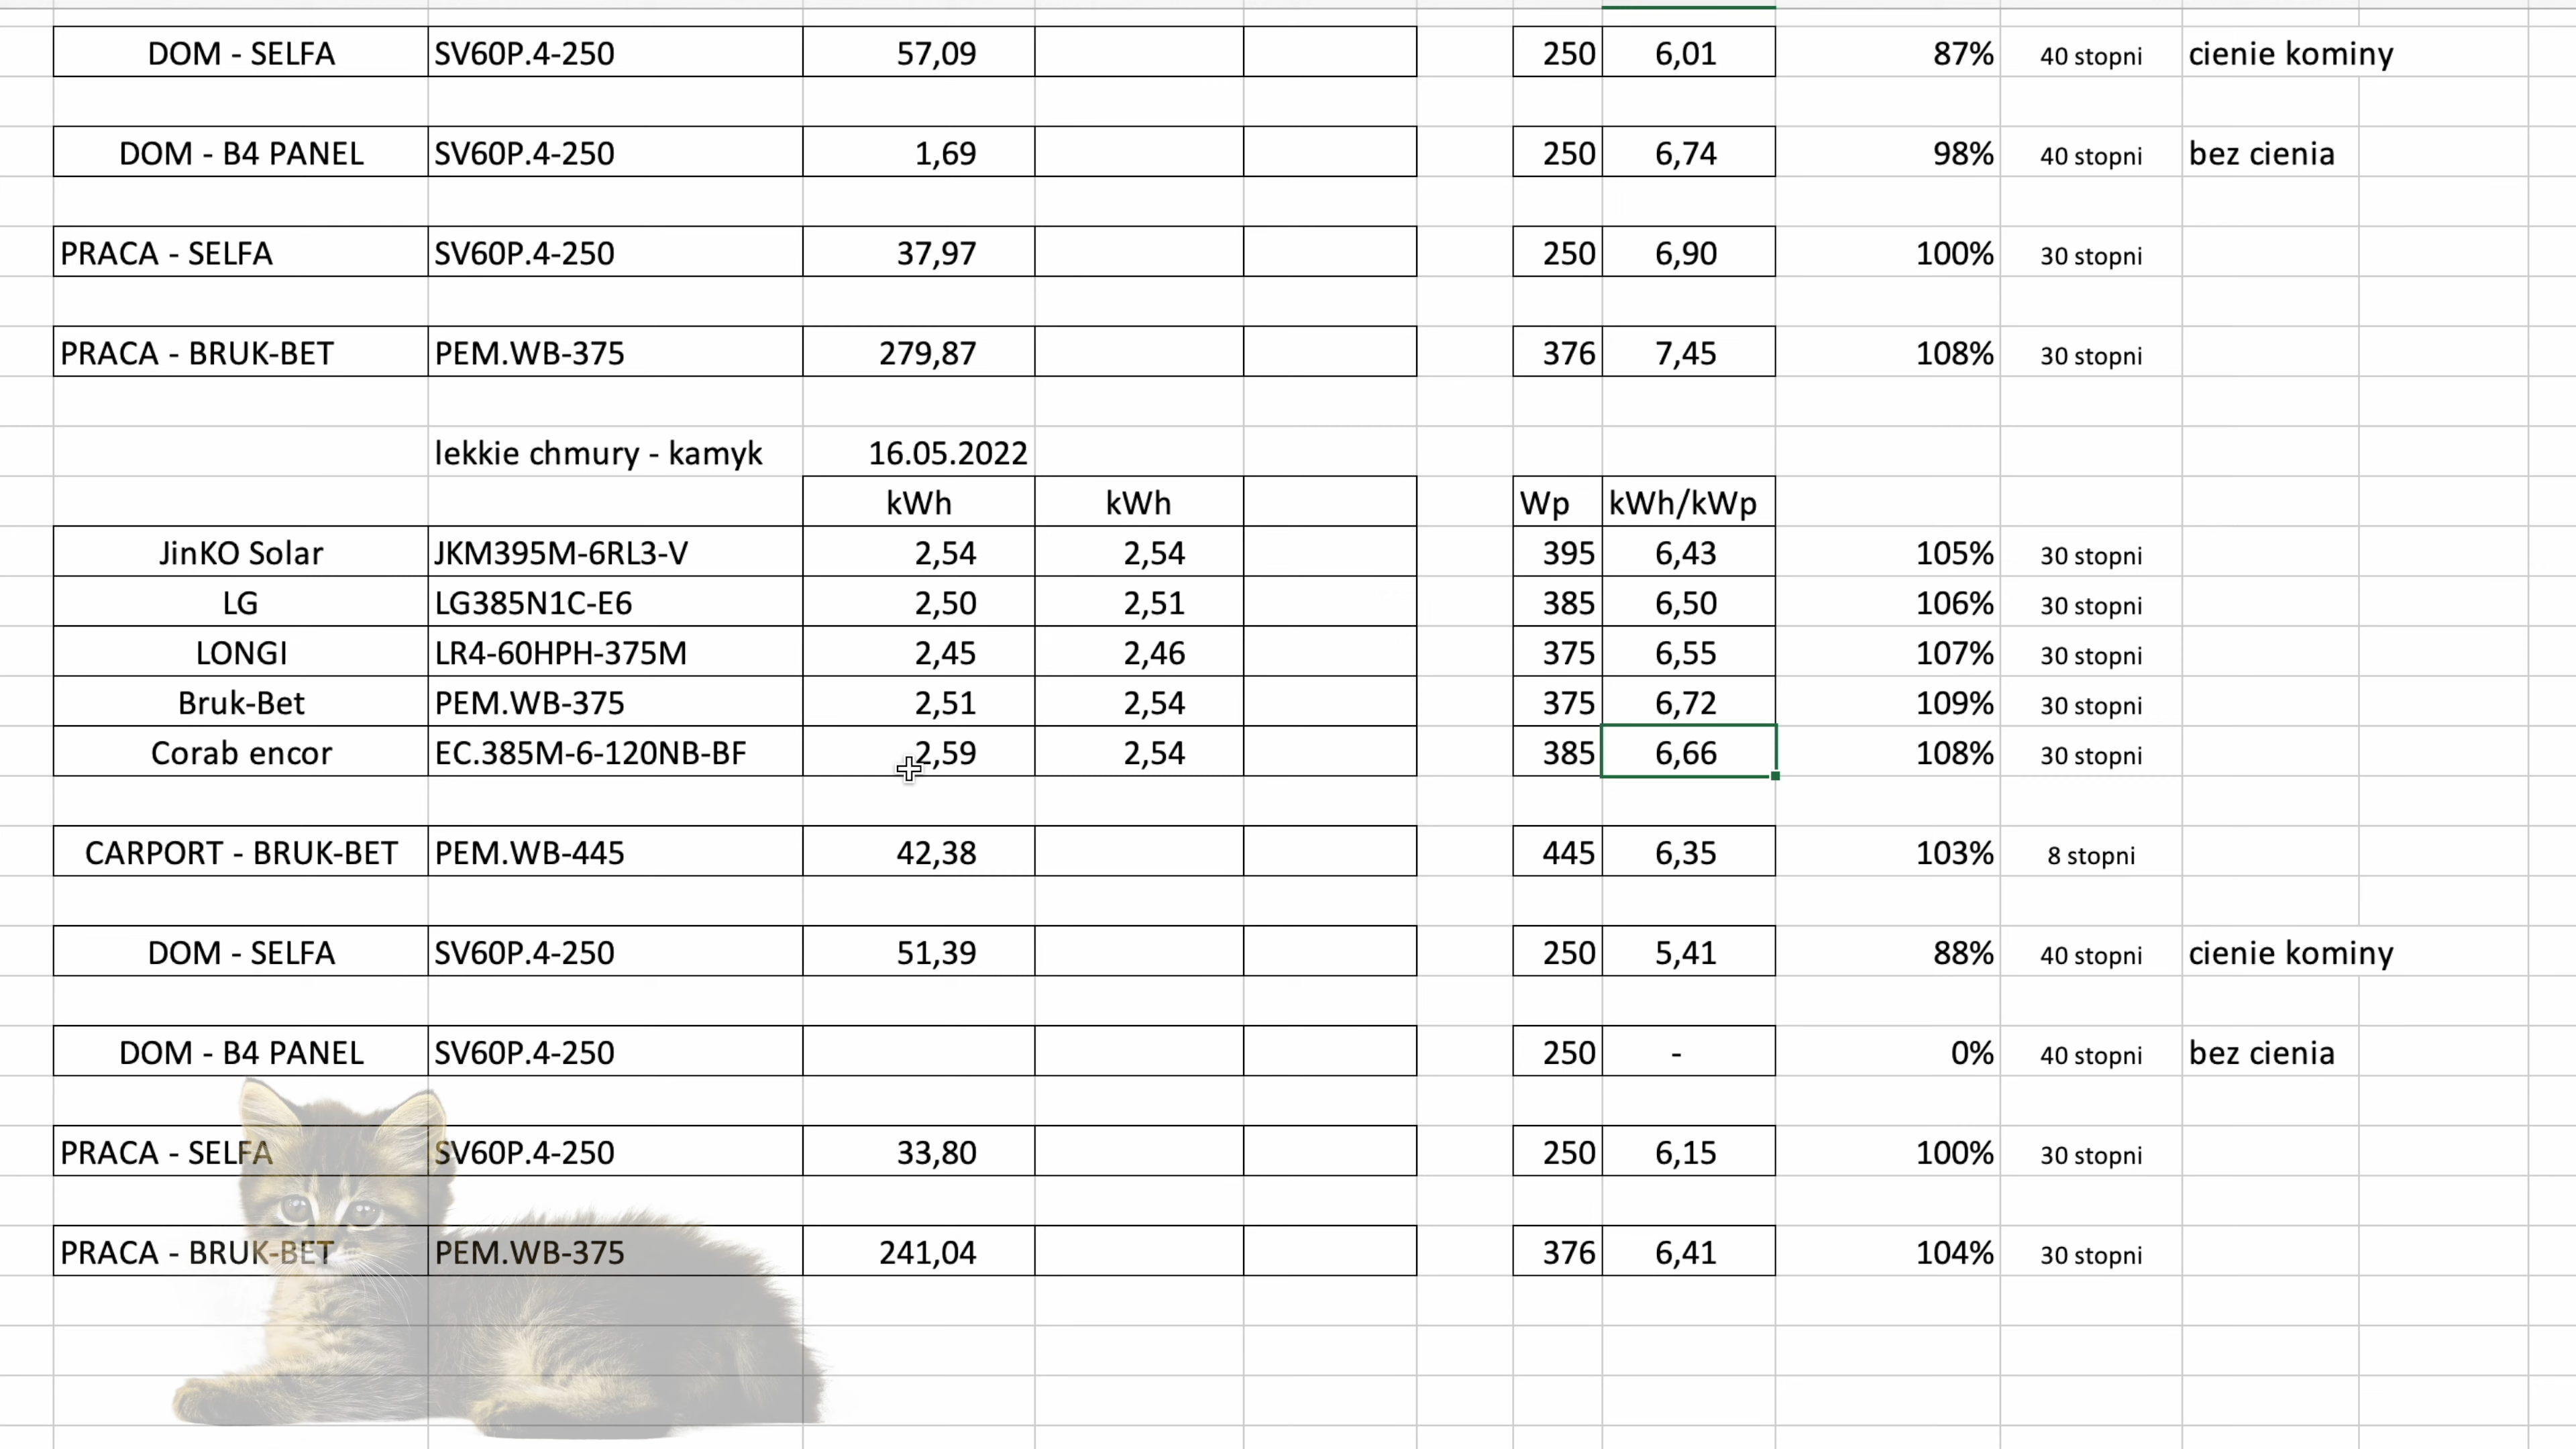 DOM - SELFA SV60P.4-250 57,09 250 6,01 87% 40 stopni cienie kominy
DOM - B4 PANEL SV60P.4-250 1,69 250 6,74 98% 40 stopni bez cienia
PRACA - SELFA SV60P.4-250 37,97 250 6,90 100% 30 stopni
PRACA - BRUK-BET PEM.WB-375 279,87 376 7,45 108% 30 stopni
lekkie chmury - kamyk 16.05.2022
kWh kWh Wp kWh/kWp
JinKO Solar JKM395M-6RL3-V 2,54 2,54 395 6,43 105% 30 stopni
LG LG385N1C-E6 2,50 2,51 385 6,50 106% 30 stopni
LONGI LR4-60HPH-375M 2,45 2,46 375 6,55 107% 30 stopni
Bruk-Bet PEM.WB-375 2,51 2,54 375 6,72 109% 30 stopni
Corab encor EC.385M-6-120NB-BF 2,59 2,54 385 6,66 108% 30 stopni
CARPORT - BRUK-BET PEM.WB-445 42,38 445 6,35 103% 8 stopni
DOM - SELFA SV60P.4-250 51,39 250 5,41 88% 40 stopni cienie kominy
DOM - B4 PANEL SV60P.4-250 250 - 0% 40 stopni bez cienia
PRACA - SELFA SV60P.4-250 33,80 250 6,15 100% 30 stopni
PRACA - BRUK-BET PEM.WB-375 241,04 376 6,41 104% 30 stopni